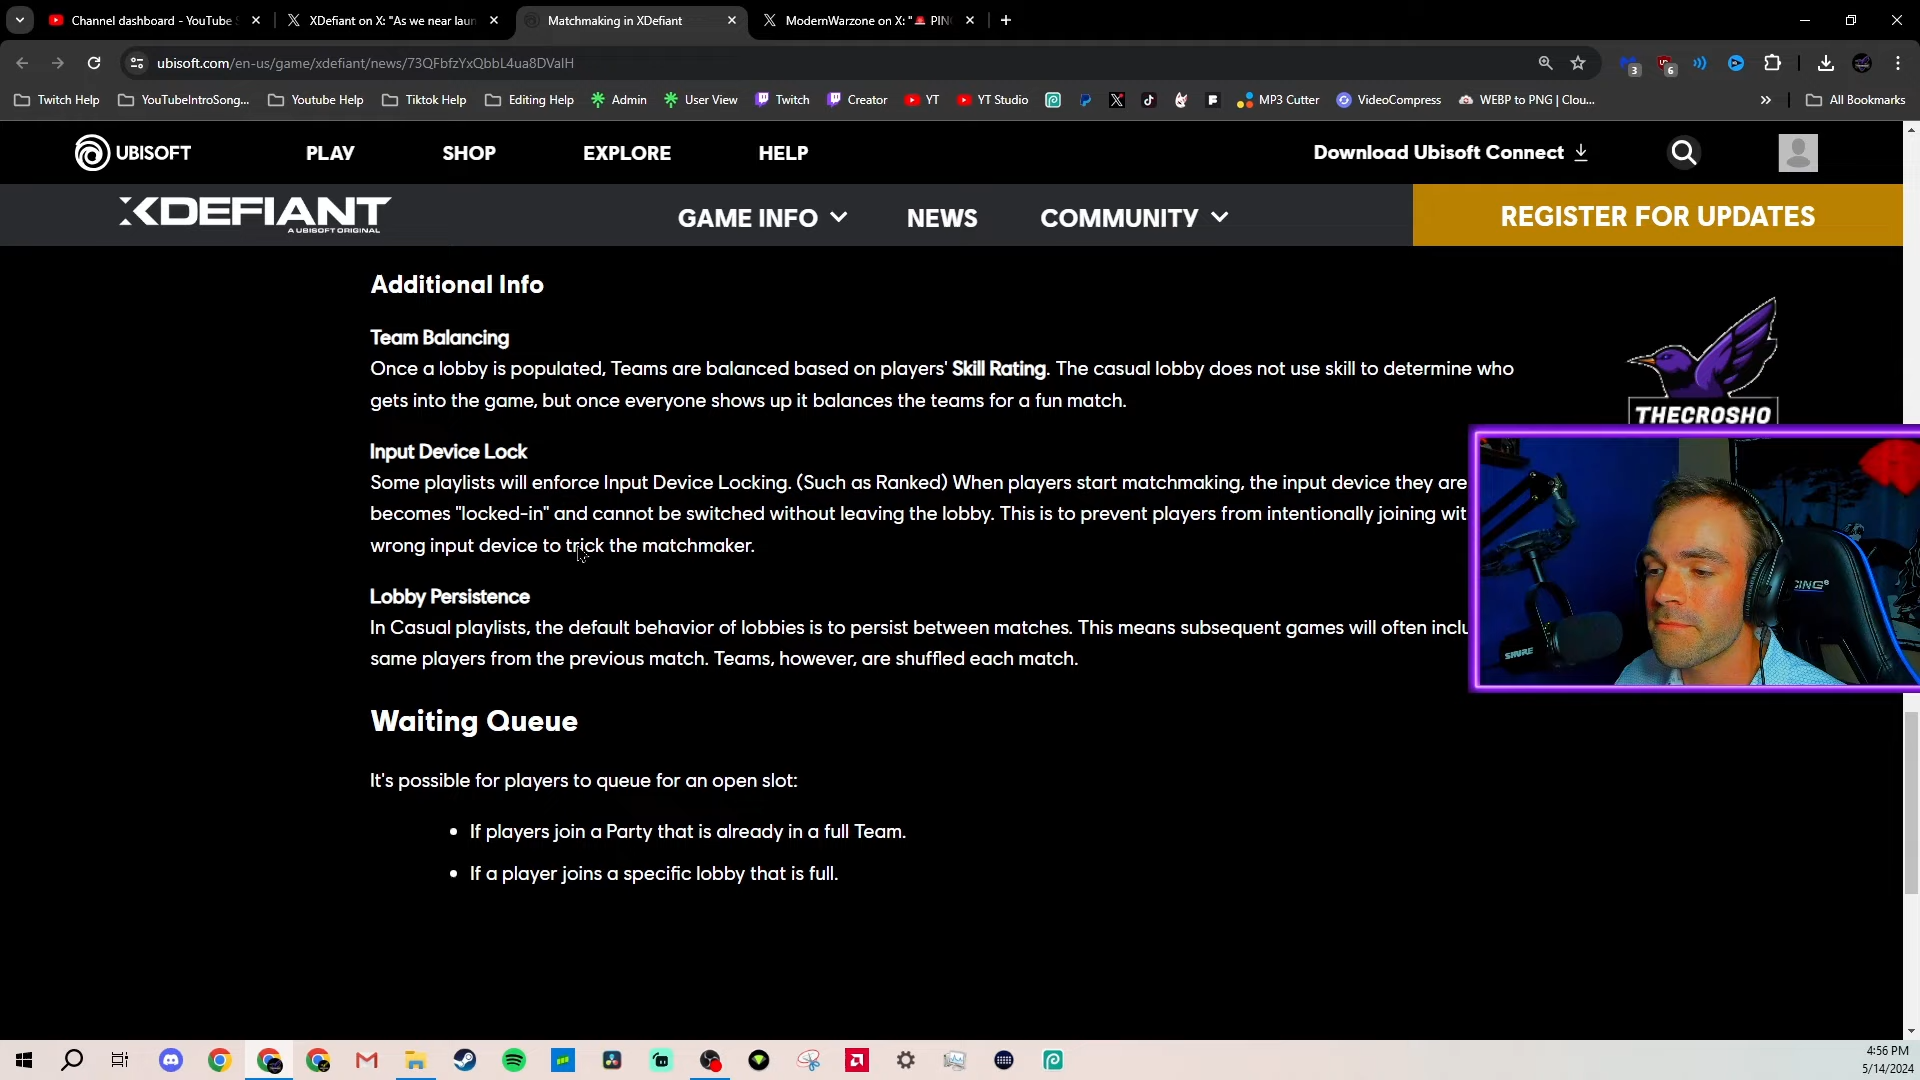 Channel dashboard - YouTube S
XDefiant on X: "As we near laun
Matchmaking in XDefiant
ModernWarzone on X: "🚨 PIN
ubisoft.com/en-us/game/xdefiant/news/73QFbfzYxQbbL4ua8DValH
3
6
Twitch Help
YouTubeIntroSong...
Youtube Help
Tiktok Help
Editing Help
Admin
User View
Twitch
Creator
YT
YT Studio
MP3 Cutter
VideoCompress
WEBP to PNG | Clou...
All Bookmarks
UBISOFT
PLAY
SHOP
EXPLORE
HELP
Download Ubisoft Connect
XDEFIANT
A UBISOFT ORIGINAL
GAME INFO
NEWS
COMMUNITY
REGISTER FOR UPDATES
Additional Info
Team Balancing
Once a lobby is populated, Teams are balanced based on players' Skill Rating. The casual lobby does not use skill to determine who
gets into the game, but once everyone shows up it balances the teams for a fun match.
THECROSHO
Input Device Lock
Some playlists will enforce Input Device Locking. (Such as Ranked) When players start matchmaking, the input device they are
becomes "locked-in" and cannot be switched without leaving the lobby. This is to prevent players from intentionally joining wit
wrong input device to trick the matchmaker.
Lobby Persistence
In Casual playlists, the default behavior of lobbies is to persist between matches. This means subsequent games will often inclu
same players from the previous match. Teams, however, are shuffled each match.
SHURE
CING
Waiting Queue
It's possible for players to queue for an open slot:
• If players join a Party that is already in a full Team.
• If a player joins a specific lobby that is full.
4:56 PM
5/14/2024